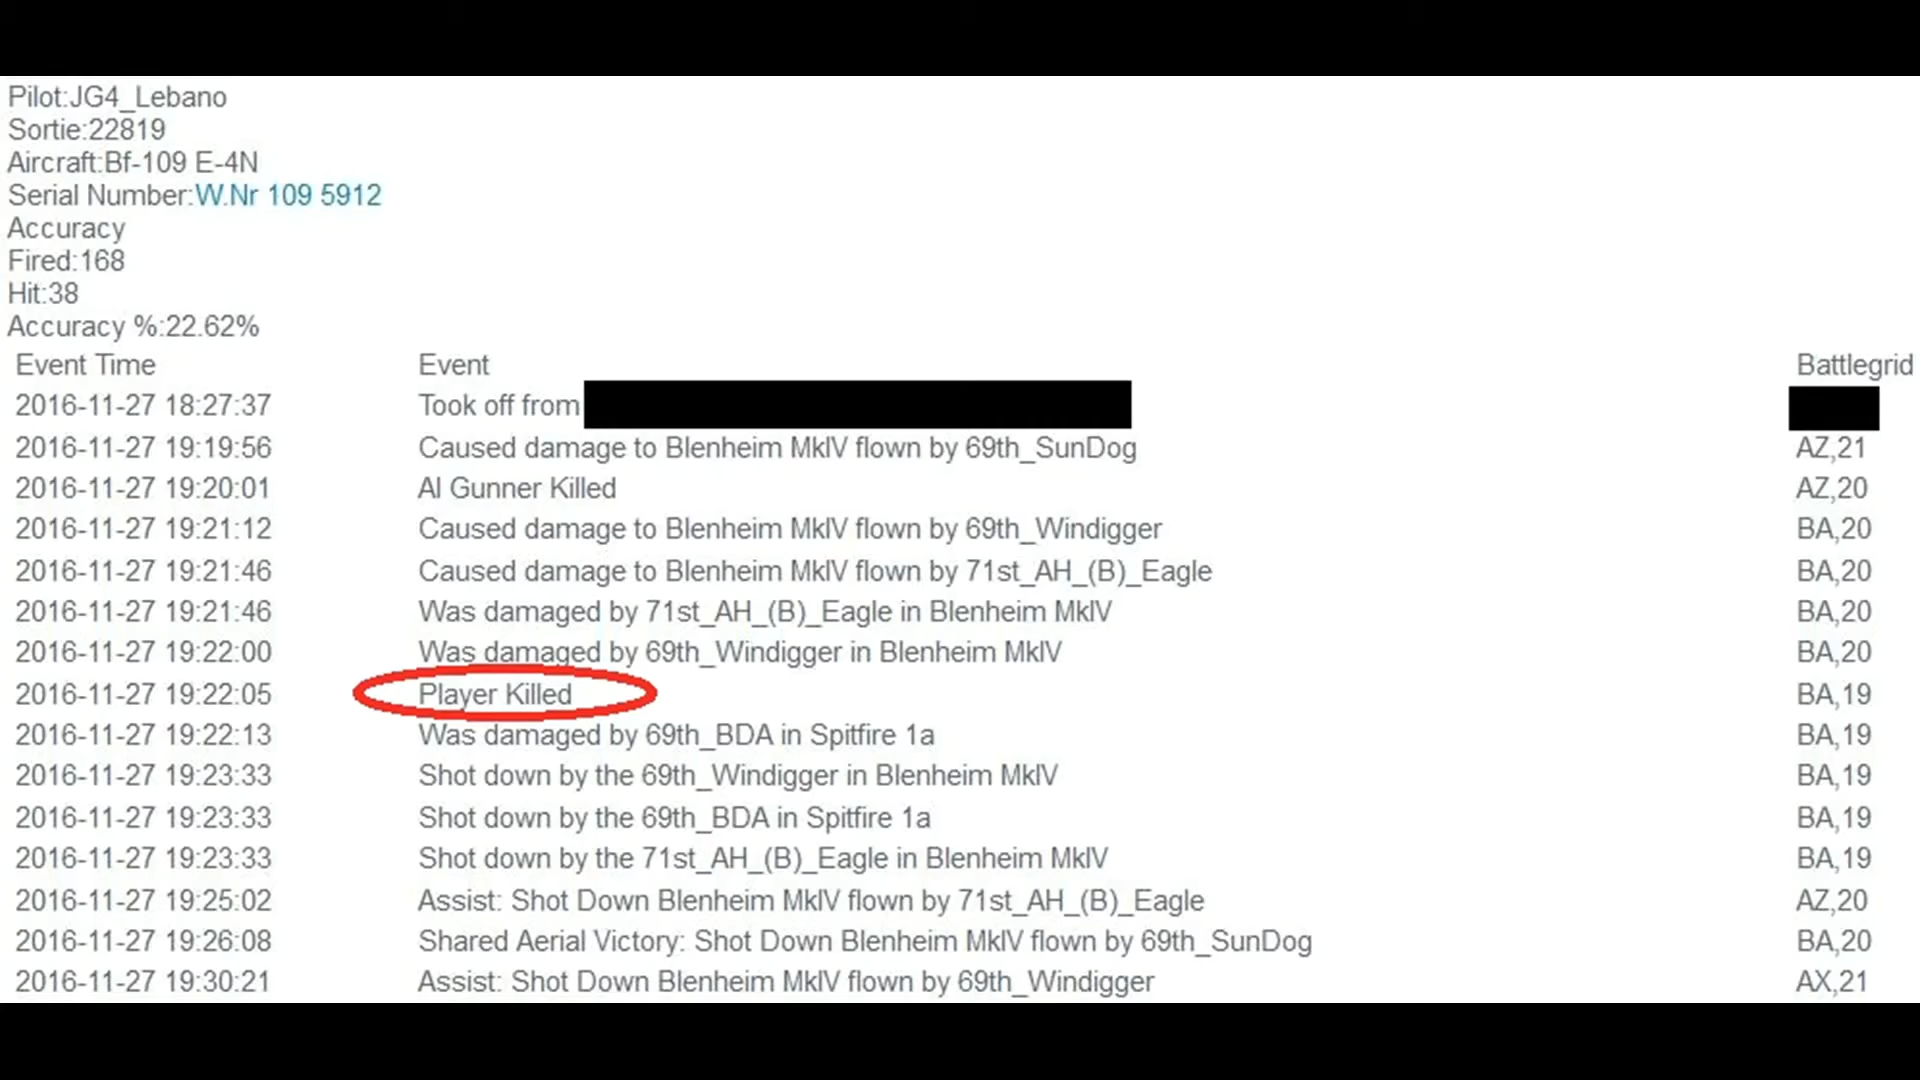 Pilot:JG4_Lebano
Sortie:22819
Aircraft:Bf-109 E-4N
Serial Number:W.Nr 109 5912
Accuracy
Fired:168
Hit:38
Accuracy %:22.62%
Event Time Event Battlegrid
2016-11-27 18:27:37 Took off from
2016-11-27 19:19:56 Caused damage to Blenheim MkIV flown by 69th_SunDog AZ,21
2016-11-27 19:20:01 AI Gunner Killed AZ,20
2016-11-27 19:21:12 Caused damage to Blenheim MkIV flown by 69th_Windigger BA,20
2016-11-27 19:21:46 Caused damage to Blenheim MkIV flown by 71st_AH_(B)_Eagle BA,20
2016-11-27 19:21:46 Was damaged by 71st_AH_(B)_Eagle in Blenheim MkIV BA,20
2016-11-27 19:22:00 Was damaged by 69th_Windigger in Blenheim MkIV BA,20
2016-11-27 19:22:05 Player Killed BA,19
2016-11-27 19:22:13 Was damaged by 69th_BDA in Spitfire 1a BA,19
2016-11-27 19:23:33 Shot down by the 69th_Windigger in Blenheim MkIV BA,19
2016-11-27 19:23:33 Shot down by the 69th_BDA in Spitfire 1a BA,19
2016-11-27 19:23:33 Shot down by the 71st_AH_(B)_Eagle in Blenheim MkIV BA,19
2016-11-27 19:25:02 Assist: Shot Down Blenheim MkIV flown by 71st_AH_(B)_Eagle AZ,20
2016-11-27 19:26:08 Shared Aerial Victory: Shot Down Blenheim MkIV flown by 69th_SunDog BA,20
2016-11-27 19:30:21 Assist: Shot Down Blenheim MkIV flown by 69th_Windigger AX,21